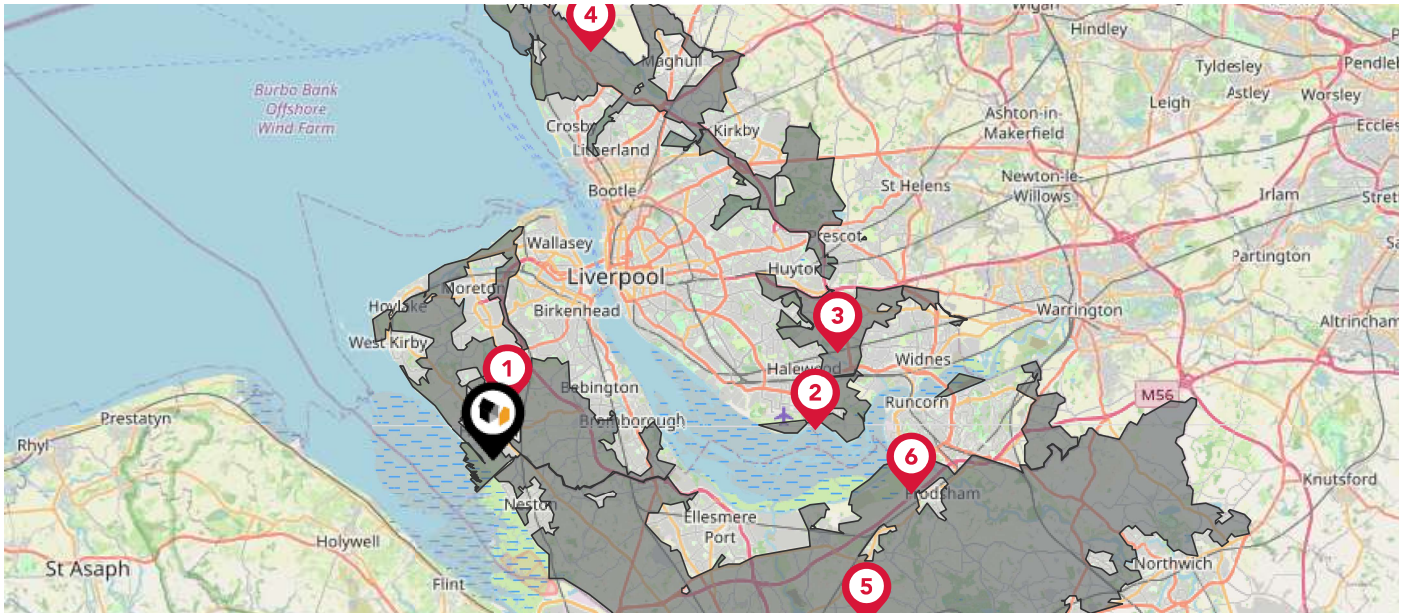 Wigan
4
Hindley
Maghull
Tyldesley
Burbo Bank
Offshore
Wind Farm
Astley
Worsley
Leigh
Ashton-in-
Makerfield
Crosby
Kirkby
Litherland
Bootle
St Helens
Newton-le-
Willows
Irlam
Prescot
Wallasey
Partington
Huyton
Liverpool
Moreton
Hoylake
Birkenhead
3
Warrington
Altrincham
West Kirby
1
Widnes
Halewood
Bebington
2
M56
Runcorn
Prestatyn
Bromborough
Rhyl
6
Knutsford
Frodsham
Neston
Ellesmere
Port
Holywell
St Asaph
Northwich
Flint
5